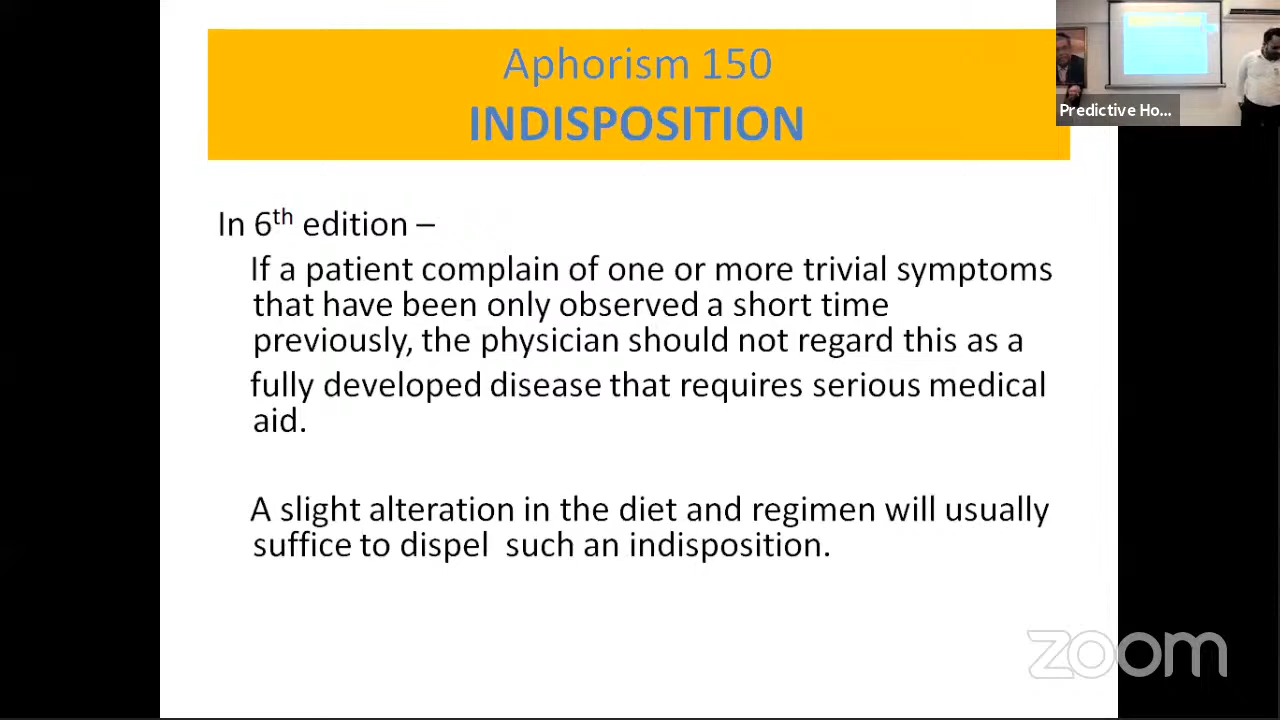 Aphorism 150
INDISPOSITION
Predictive Ho...
In 6th edition –
If a patient complain of one or more trivial symptoms
that have been only observed a short time
previously, the physician should not regard this as a
fully developed disease that requires serious medical
aid.
A slight alteration in the diet and regimen will usually
suffice to dispel such an indisposition.
zoom